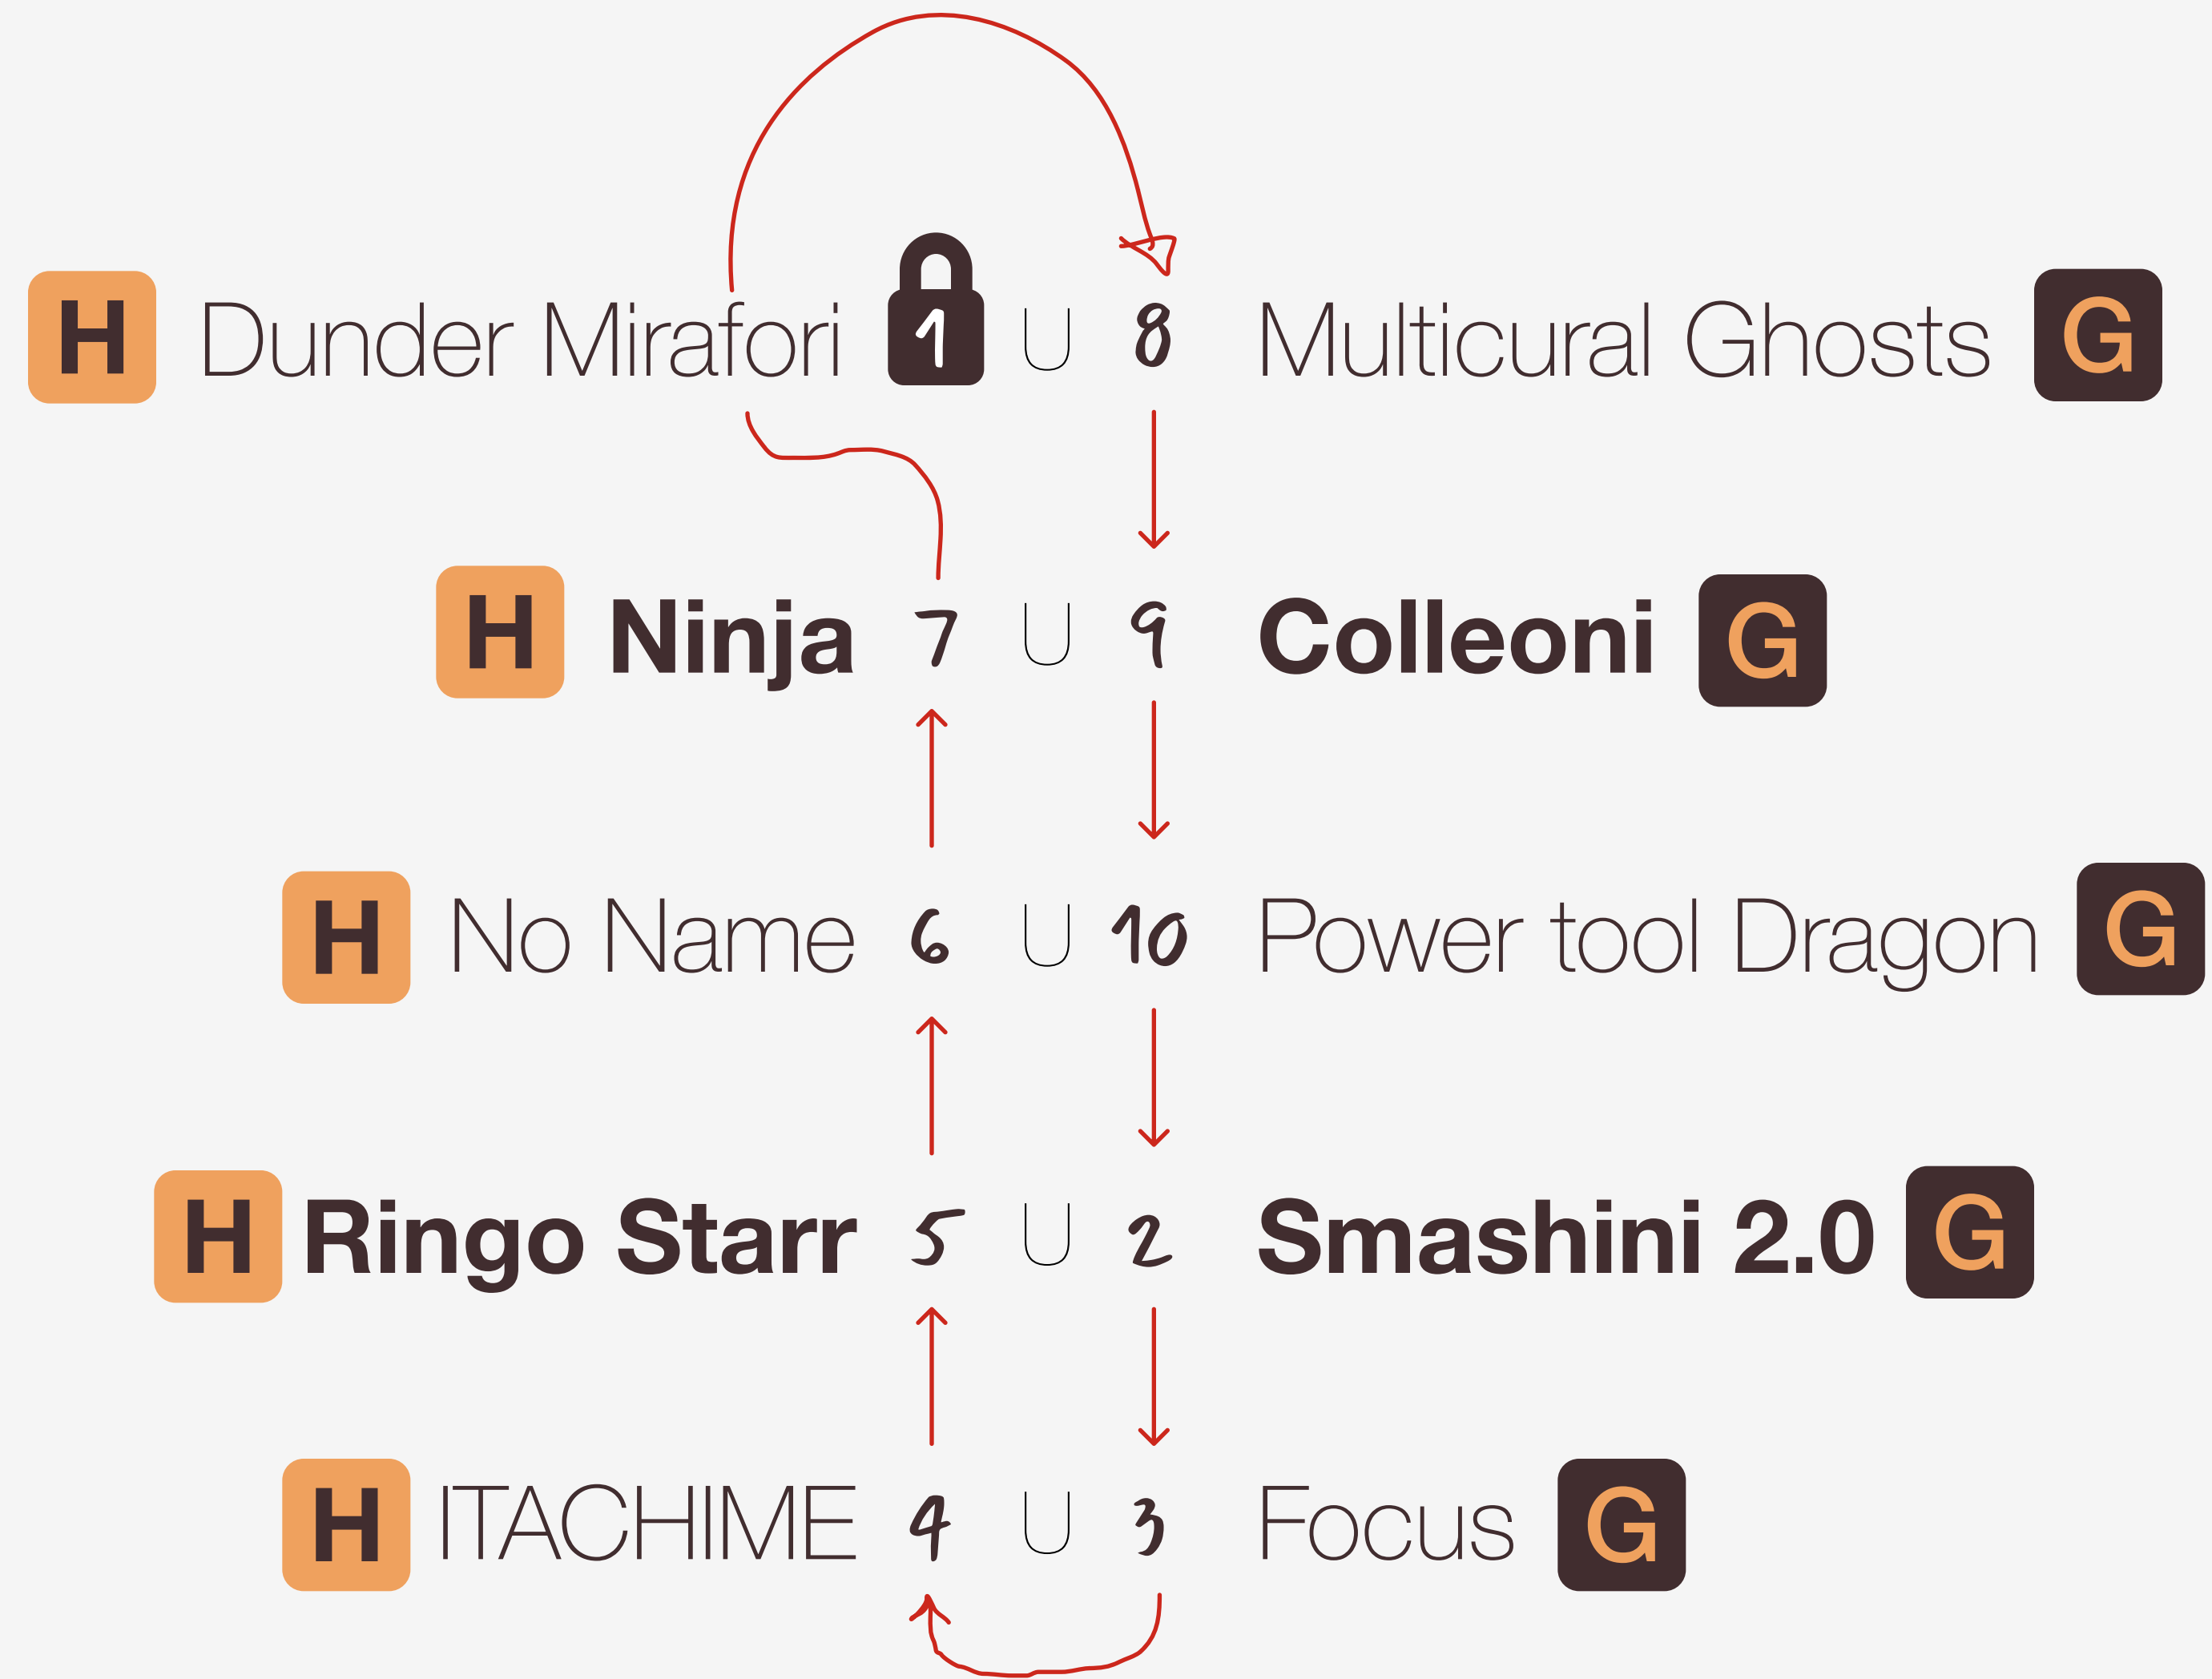 H Dunder Mirafori 1 U 8 Multicural Ghosts G
H Ninja 7 U 9 Colleoni G
H No Name 6 U 10 Power tool Dragon G
H Ringo Starr 5 U 2 Smashini 2.0 G
H ITACHIME 4 U 3 Focus G